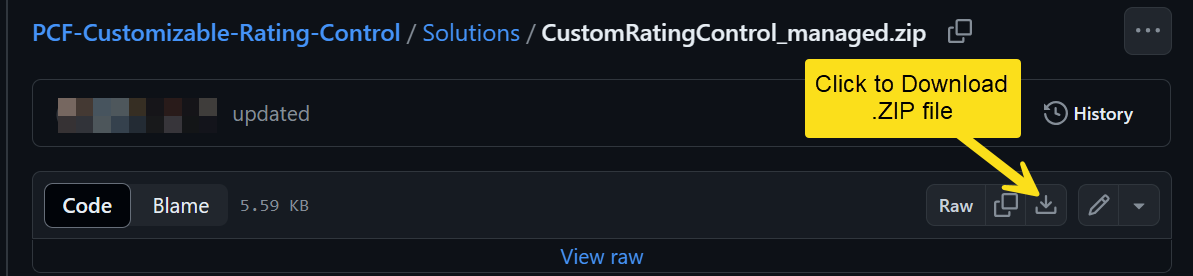 PCF-Customizable-Rating-Control / Solutions / CustomRatingControl_managed.zip
Click to Download
.ZIP file
updated
History
Code Blame 5.59 KB Raw
View raw